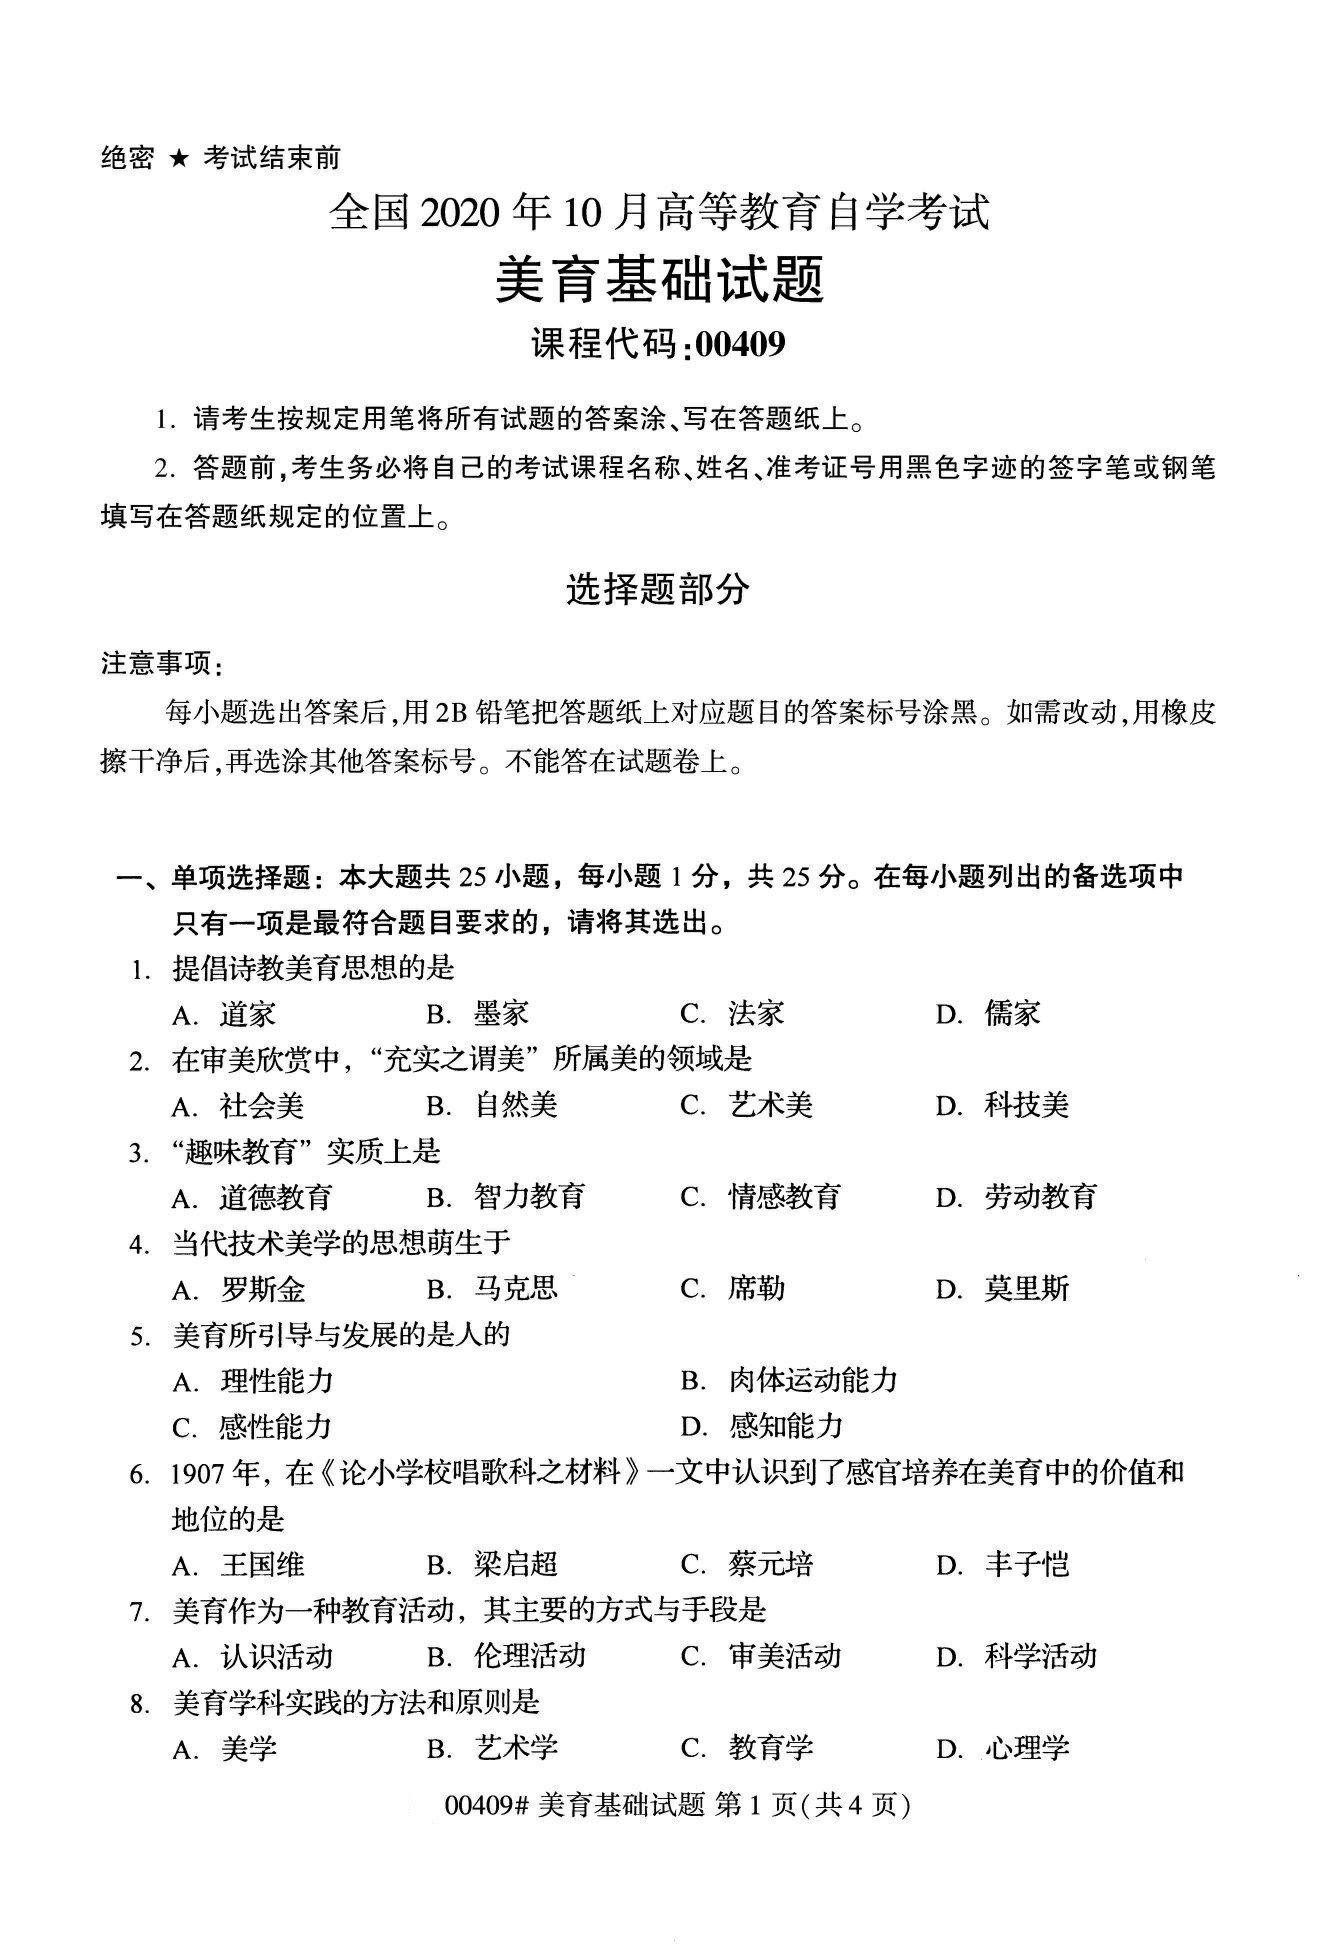 绝密 ★ 考试结束前
全国 2020 年 10 月高等教育自学考试
美育基础试题
课程代码:00409
1. 请考生按规定用笔将所有试题的答案涂、写在答题纸上。
2. 答题前,考生务必将自己的考试课程名称、姓名、准考证号用黑色字迹的签字笔或钢笔
填写在答题纸规定的位置上。
选择题部分
注意事项:
每小题选出答案后,用 2B 铅笔把答题纸上对应题目的答案标号涂黑。如需改动,用橡皮
擦干净后,再选涂其他答案标号。不能答在试题卷上。
一、单项选择题：本大题共 25 小题，每小题 1 分，共 25 分。在每小题列出的备选项中
只有一项是最符合题目要求的，请将其选出。
1. 提倡诗教美育思想的是
A. 道家 B. 墨家 C. 法家 D. 儒家
2. 在审美欣赏中，“充实之谓美”所属美的领域是
A. 社会美 B. 自然美 C. 艺术美 D. 科技美
3. “趣味教育”实质上是
A. 道德教育 B. 智力教育 C. 情感教育 D. 劳动教育
4. 当代技术美学的思想萌生于
A. 罗斯金 B. 马克思 C. 席勒 D. 莫里斯
5. 美育所引导与发展的是人的
A. 理性能力 B. 肉体运动能力
C. 感性能力 D. 感知能力
6. 1907 年，在《论小学校唱歌科之材料》一文中认识到了感官培养在美育中的价值和
地位的是
A. 王国维 B. 梁启超 C. 蔡元培 D. 丰子恺
7. 美育作为一种教育活动，其主要的方式与手段是
A. 认识活动 B. 伦理活动 C. 审美活动 D. 科学活动
8. 美育学科实践的方法和原则是
A. 美学 B. 艺术学 C. 教育学 D. 心理学
00409# 美育基础试题 第 1 页(共 4 页)